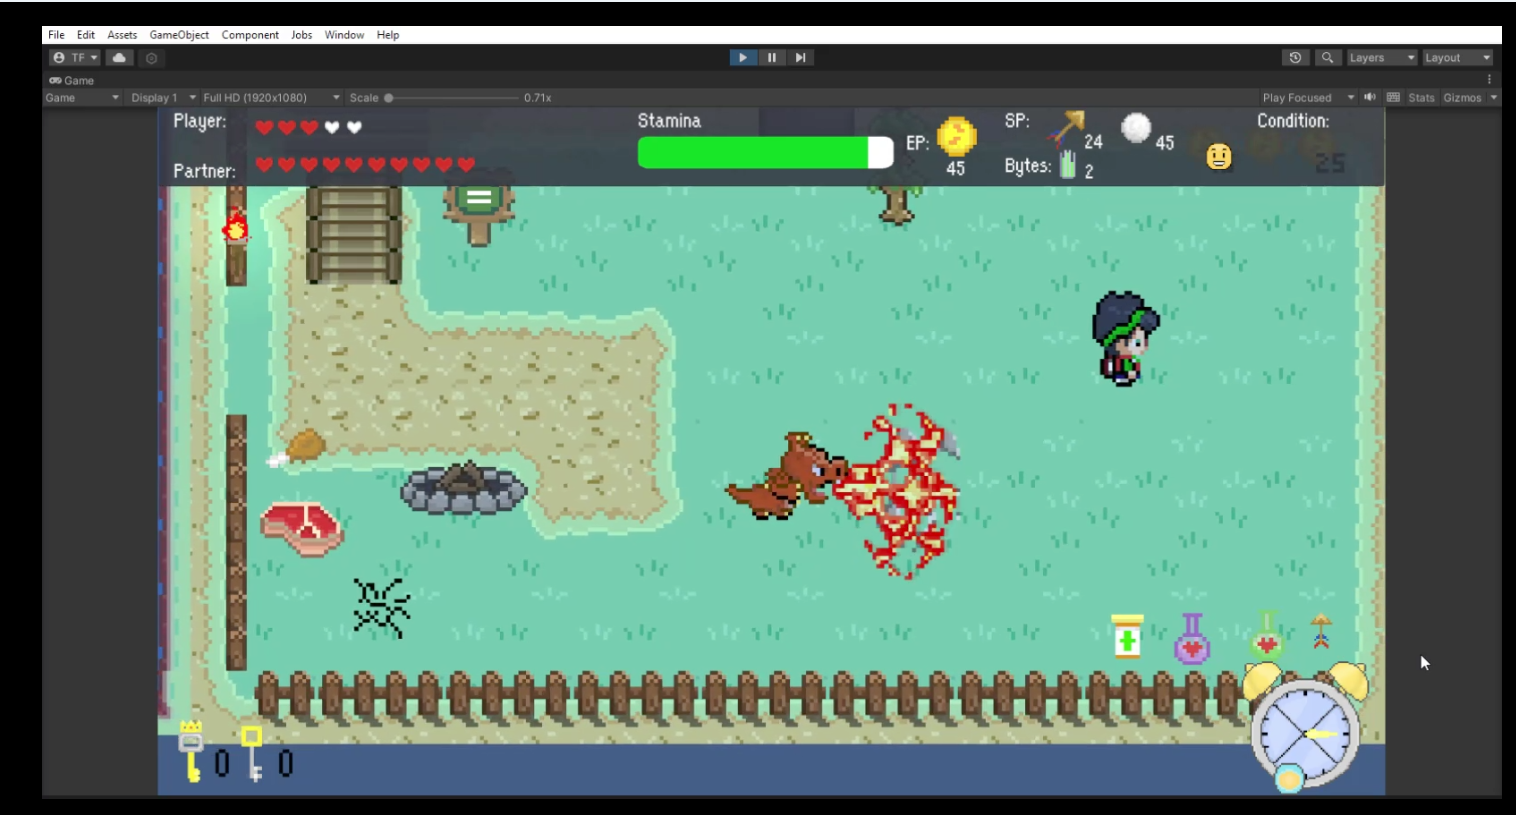 File Edit Assets GameObject Component Jobs Window Help
TF Layers Layout
Game
Game Display 1 Full HD (1920x1080) Scale 0.71x Play Focused Stats Gizmos
Player: Stamina SP: 24 45 Condition:
EP: 45
Partner: Bytes: 2 25
0 0